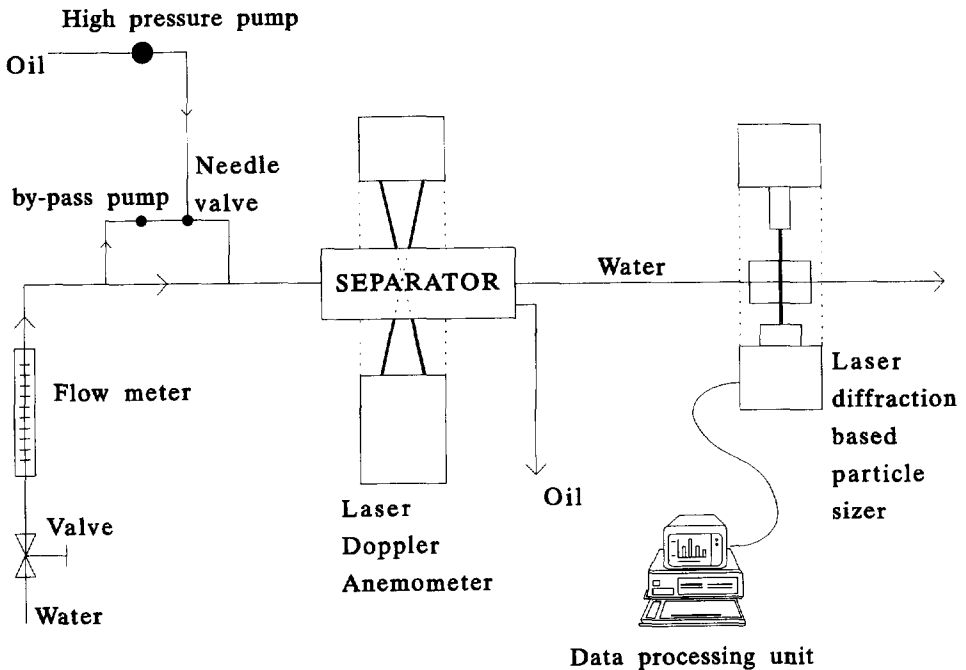 High pressure pump
Oil
Needle
valve
by-pass pump
SEPARATOR
Water
Flow meter
Valve
Water
Laser
Doppler
Anemometer
Oil
Laser
diffraction
based
particle
sizer
Data processing unit